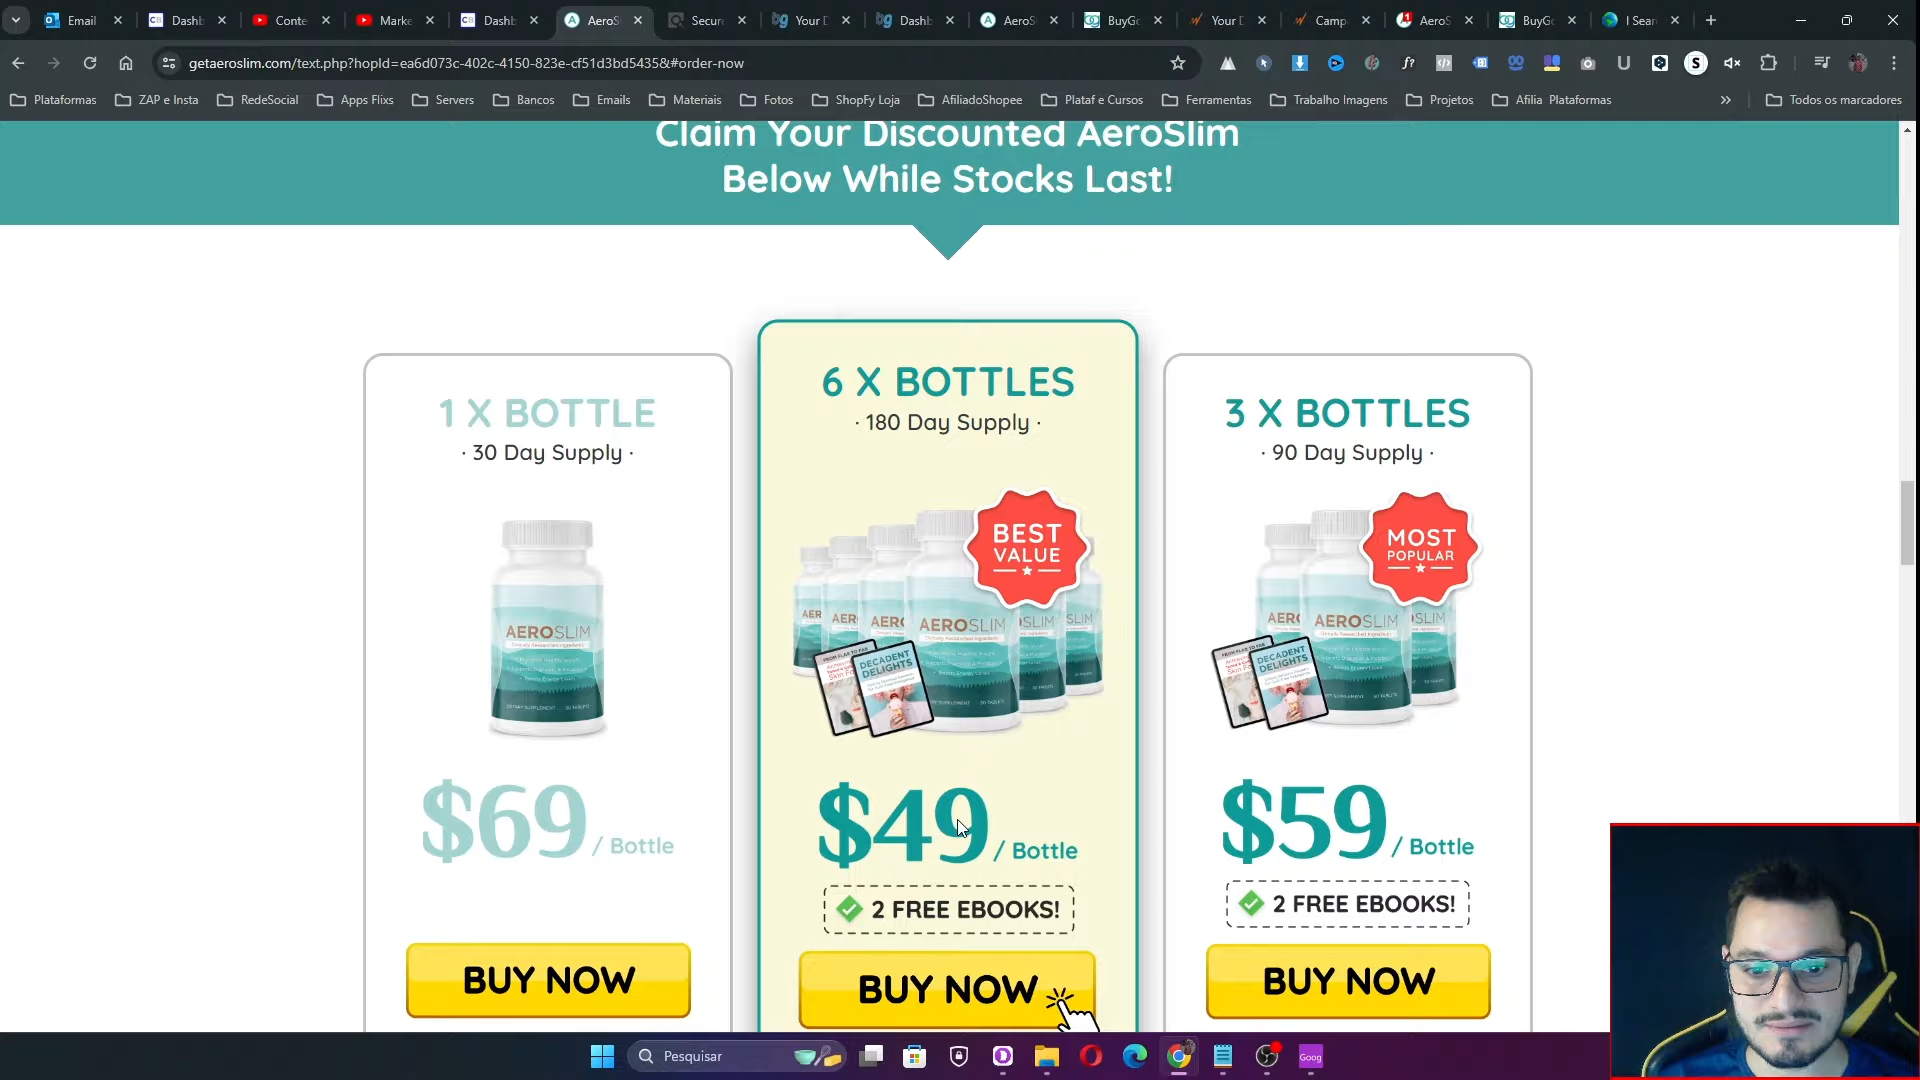 Email
Dashb
Conte
Marke
Dashb
AeroS
Secure
Your D
Dashb
AeroS
BuyGo
Your D
Camp
AeroS
BuyGo
I Sear
getaeroslim.com/text.php?hopId=ea6d073c-402c-4150-823e-cf51d3bd5435&#order-now
Plataformas
ZAP e Insta
RedeSocial
Apps Flixs
Servers
Bancos
Emails
Materiais
Fotos
ShopFy Loja
AfiliadoShopee
Plataf e Cursos
Ferramentas
Trabalho Imagens
Projetos
Afilia Plataformas
Todos os marcadores
Claim Your Discounted AeroSlim
Below While Stocks Last!
1 X BOTTLE
· 30 Day Supply ·
AEROSLIM
$69 / Bottle
BUY NOW
6 X BOTTLES
· 180 Day Supply ·
BEST
VALUE
AEROSLIM
DECADENT
DELIGHTS
$49 / Bottle
2 FREE EBOOKS!
BUY NOW
3 X BOTTLES
· 90 Day Supply ·
MOST
POPULAR
AEROSLIM
DECADENT
DELIGHTS
$59 / Bottle
2 FREE EBOOKS!
BUY NOW
Pesquisar
Goog